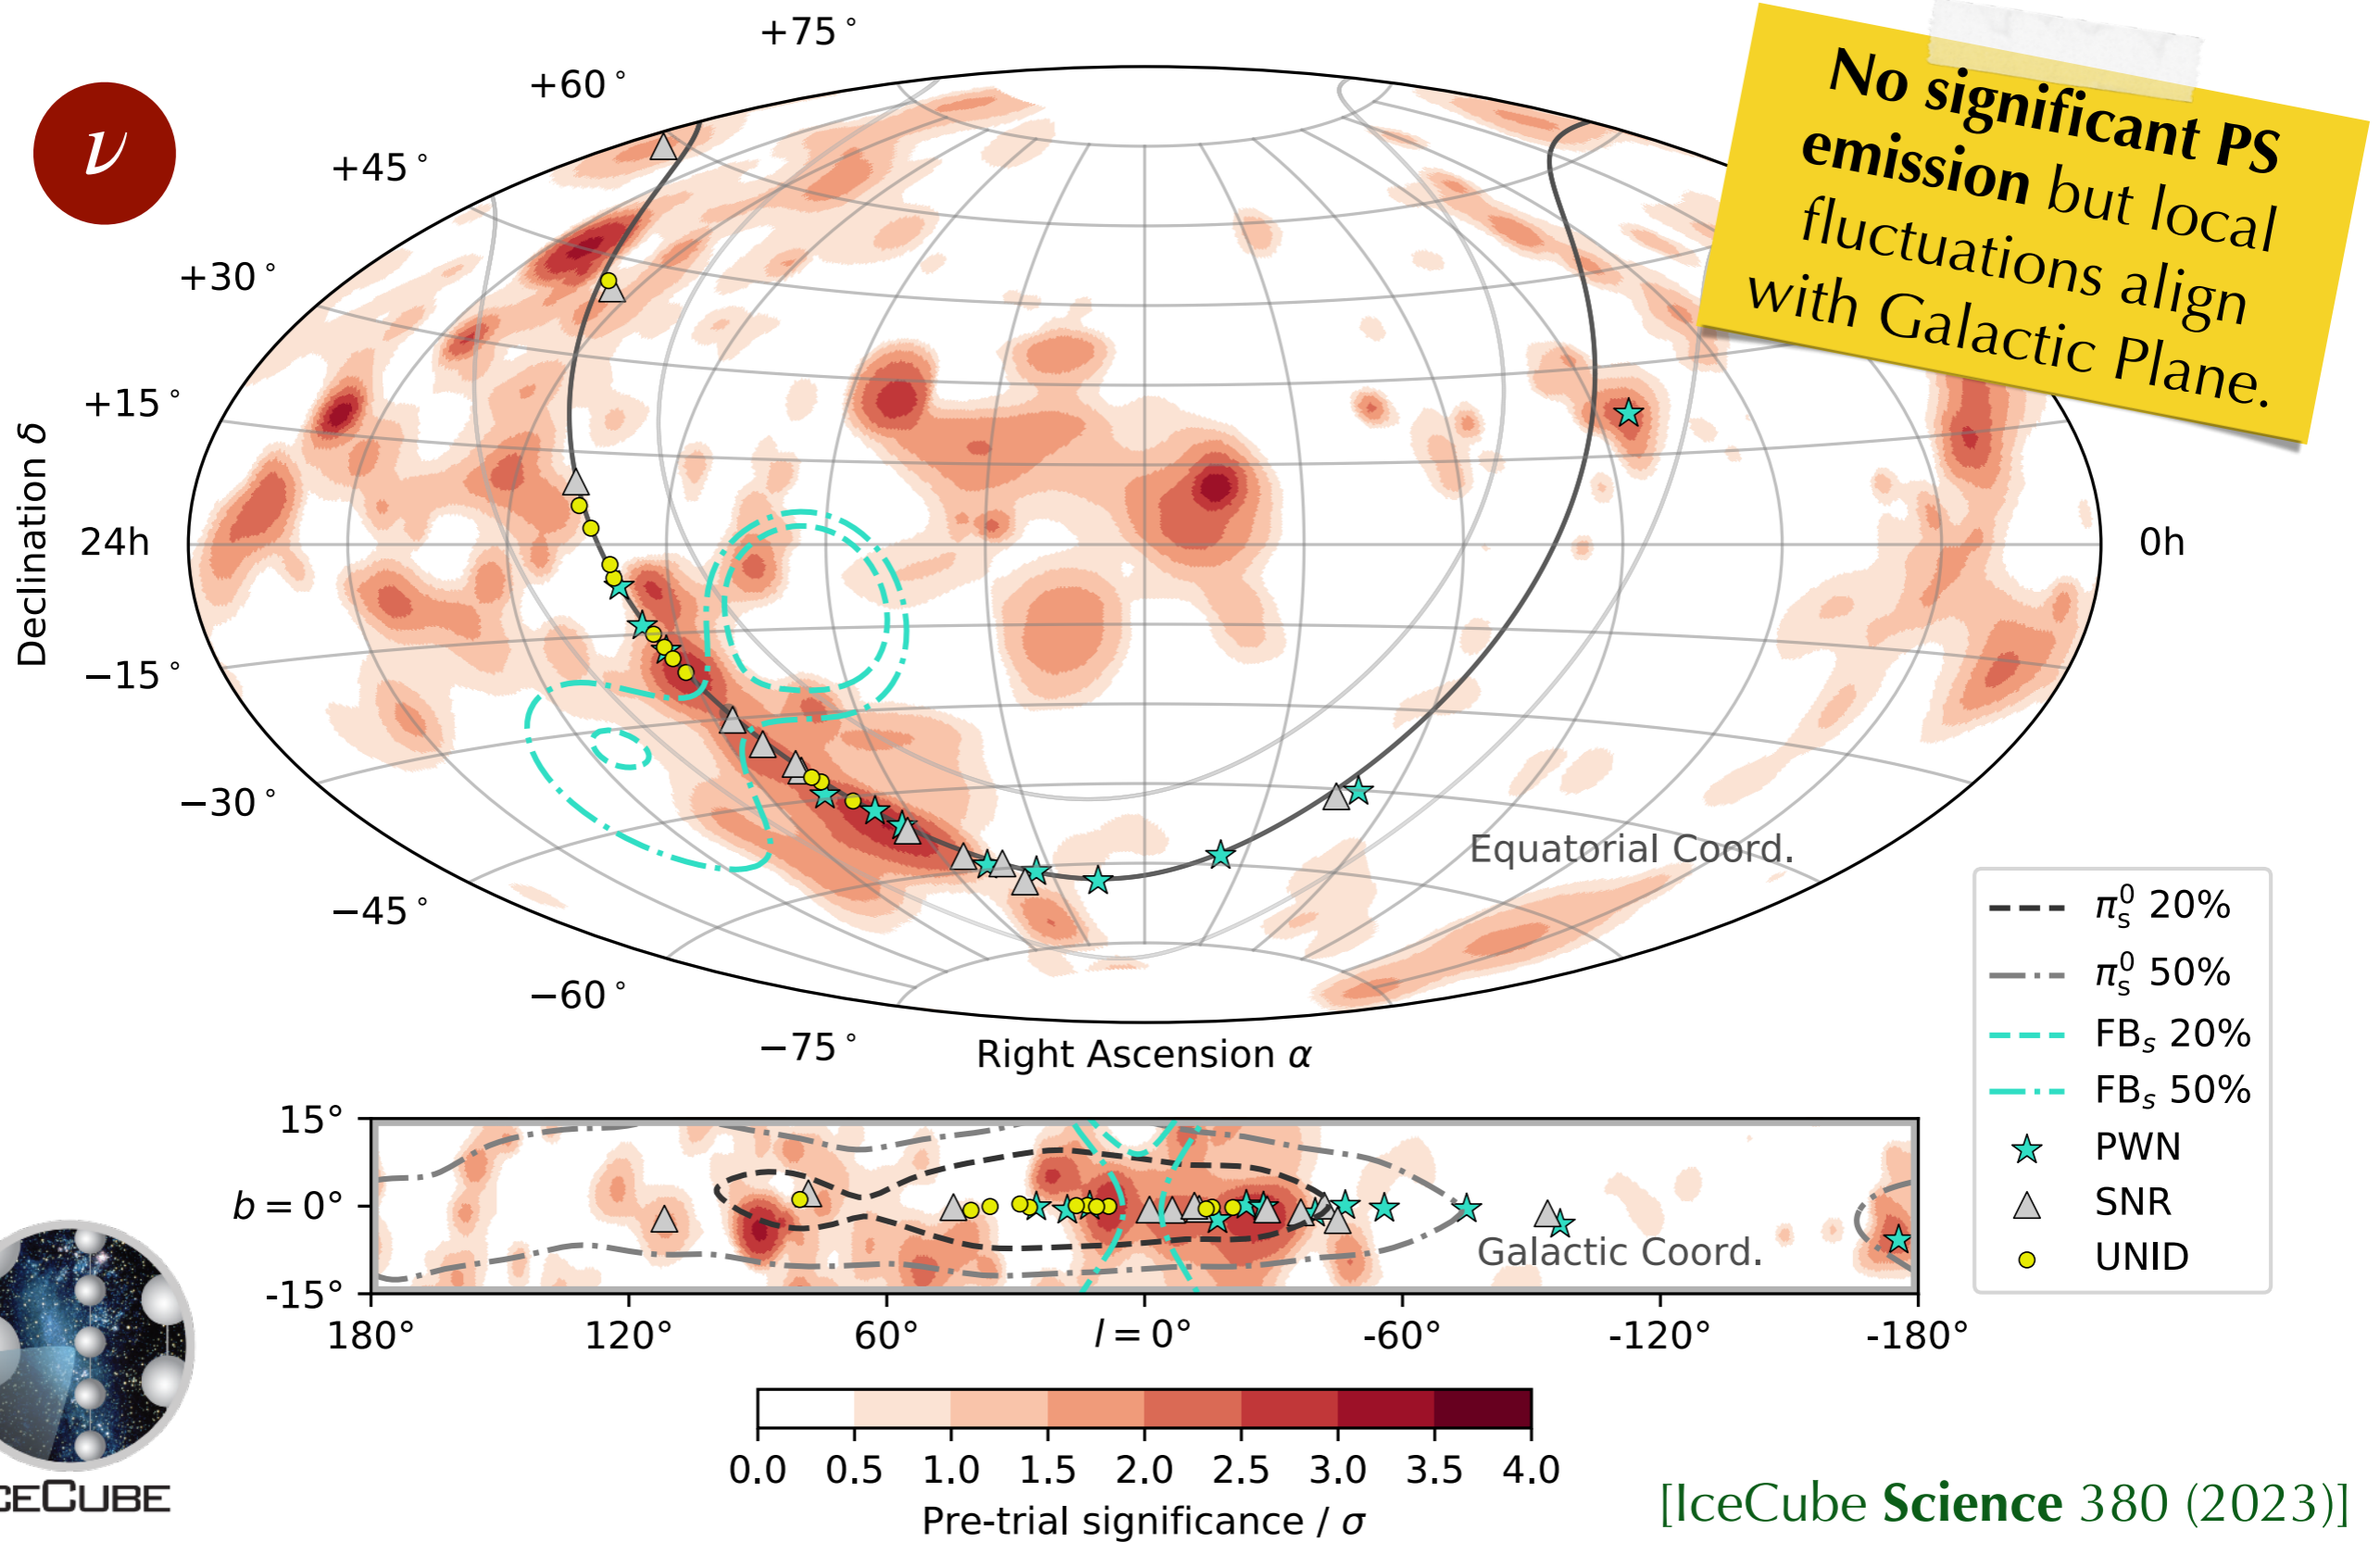 +75°
+60°
+45°
+30°
+15°
24h
−15°
−30°
−45°
−60°
−75°
Declination δ
0h
Right Ascension α
Equatorial Coord.
ν
No significant PS
emission but local
fluctuations align
with Galactic Plane.
π⁰ₛ 20%
π⁰ₛ 50%
FBₛ 20%
FBₛ 50%
PWN
SNR
UNID
15°
b = 0°
-15°
Galactic Coord.
180° 120° 60° l = 0° -60° -120° -180°
0.0 0.5 1.0 1.5 2.0 2.5 3.0 3.5 4.0
Pre-trial significance / σ
CECUBE
[IceCube Science 380 (2023)]